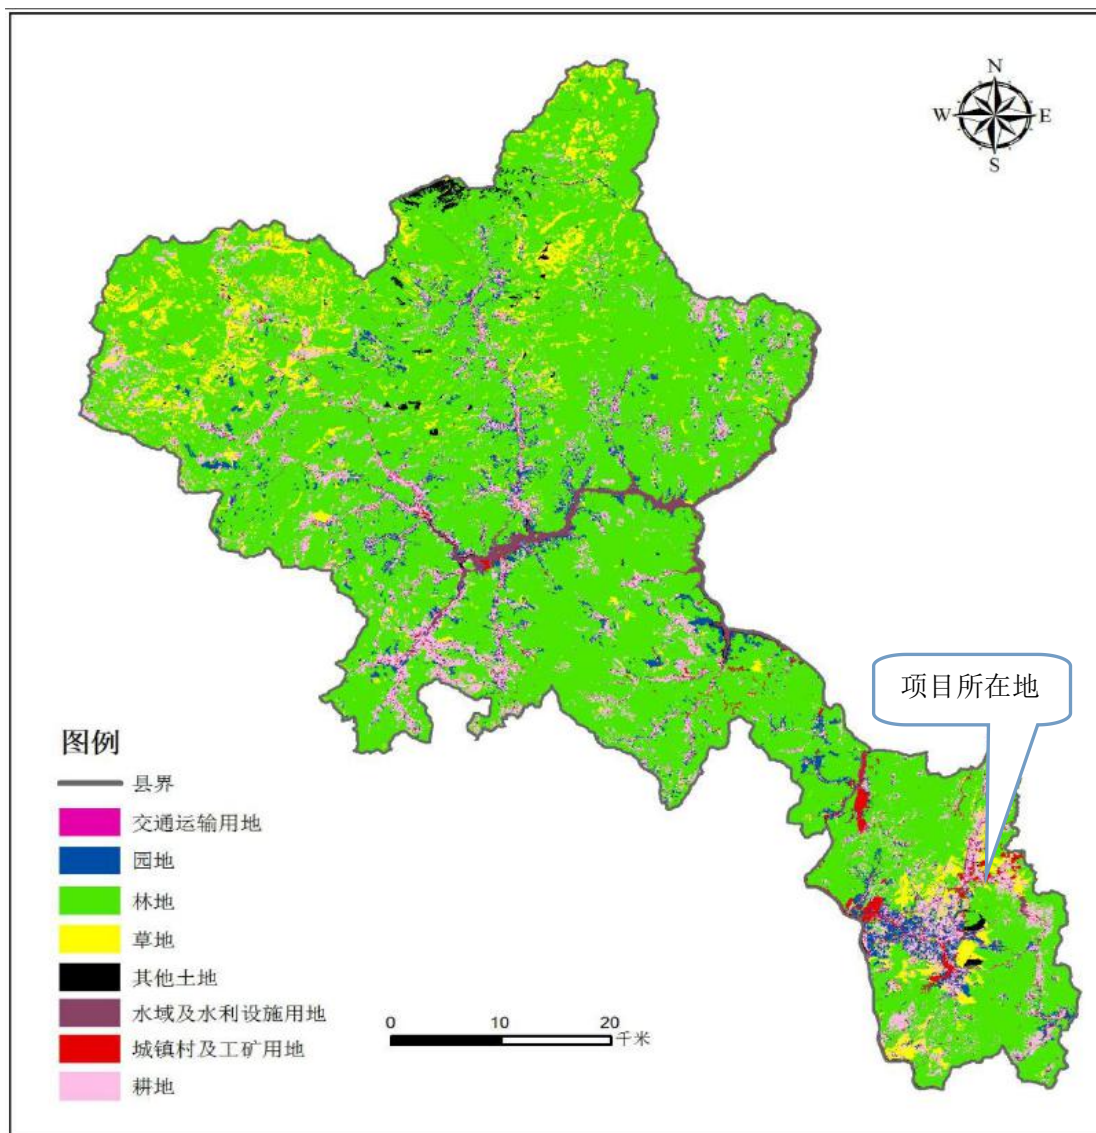 N
W E
S
项目所在地
图例
县界
交通运输用地
园地
林地
草地
其他土地
水域及水利设施用地
城镇村及工矿用地
耕地
0 10 20
千米